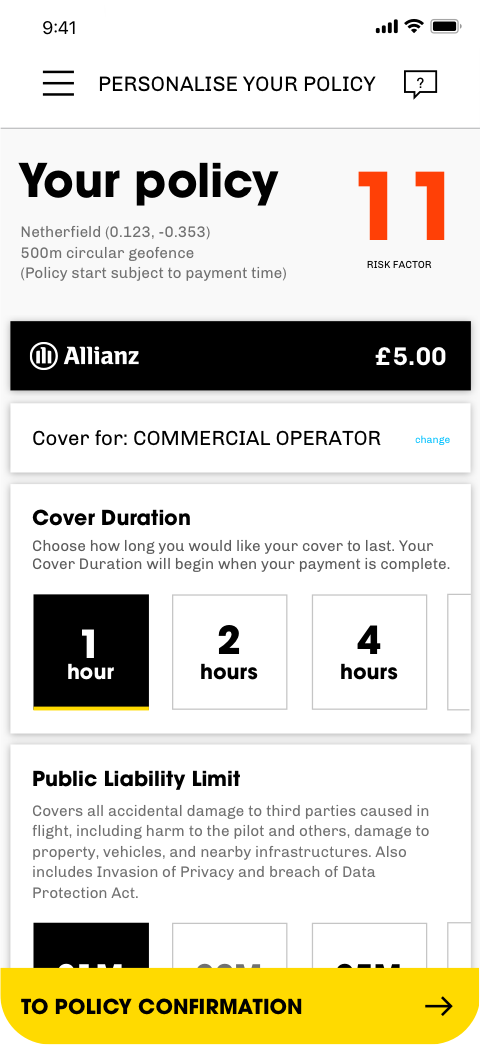 9:41
PERSONALISE YOUR POLICY
?
Your policy
11
Netherfield (0.123, -0.353)
500m circular geofence
(Policy start subject to payment time)
RISK FACTOR
Allianz
£5.00
Cover for: COMMERCIAL OPERATOR
change
Cover Duration
Choose how long you would like your cover to last. Your
Cover Duration will begin when your payment is complete.
1
hour
2
hours
4
hours
Public Liability Limit
Covers all accidental damage to third parties caused in
flight, including harm to the pilot and others, damage to
property, vehicles, and nearby infrastructures. Also
includes Invasion of Privacy and breach of Data
Protection Act.
TO POLICY CONFIRMATION